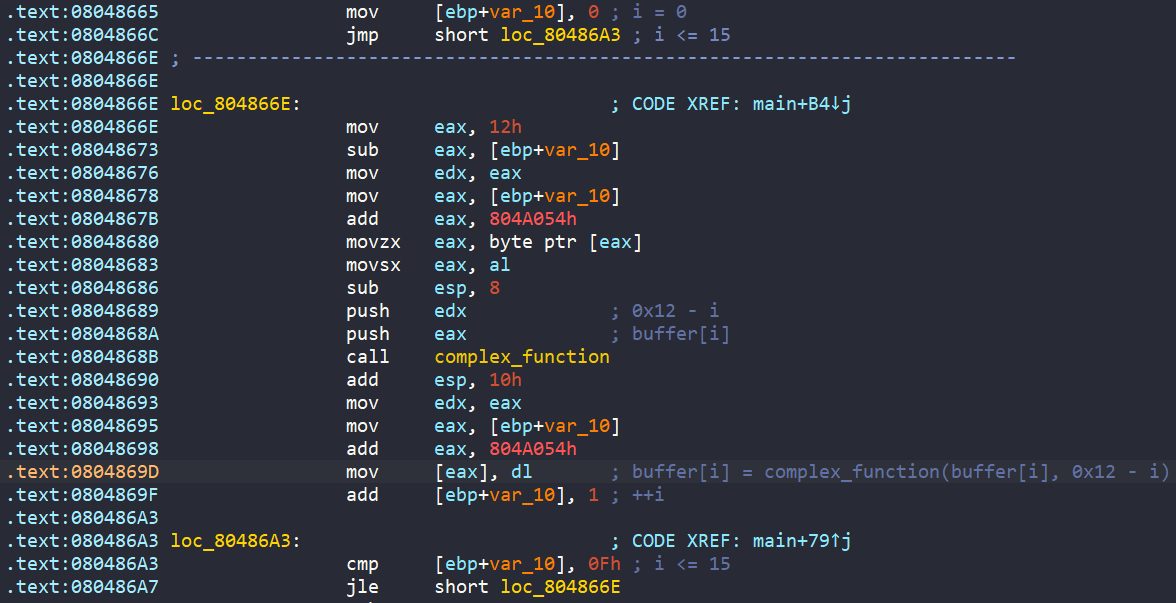 .text:08048665 mov [ebp+var_10], 0 ; i = 0
.text:0804866C jmp short loc_80486A3 ; i <= 15
.text:0804866E ; ---------------------------------------------------------------------------
.text:0804866E
.text:0804866E loc_804866E: ; CODE XREF: main+B4↓j
.text:0804866E mov eax, 12h
.text:08048673 sub eax, [ebp+var_10]
.text:08048676 mov edx, eax
.text:08048678 mov eax, [ebp+var_10]
.text:0804867B add eax, 804A054h
.text:08048680 movzx eax, byte ptr [eax]
.text:08048683 movsx eax, al
.text:08048686 sub esp, 8
.text:08048689 push edx ; 0x12 - i
.text:0804868A push eax ; buffer[i]
.text:0804868B call complex_function
.text:08048690 add esp, 10h
.text:08048693 mov edx, eax
.text:08048695 mov eax, [ebp+var_10]
.text:08048698 add eax, 804A054h
.text:0804869D mov [eax], dl ; buffer[i] = complex_function(buffer[i], 0x12 - i)
.text:0804869F add [ebp+var_10], 1 ; ++i
.text:080486A3
.text:080486A3 loc_80486A3: ; CODE XREF: main+79↑j
.text:080486A3 cmp [ebp+var_10], 0Fh ; i <= 15
.text:080486A7 jle short loc_804866E